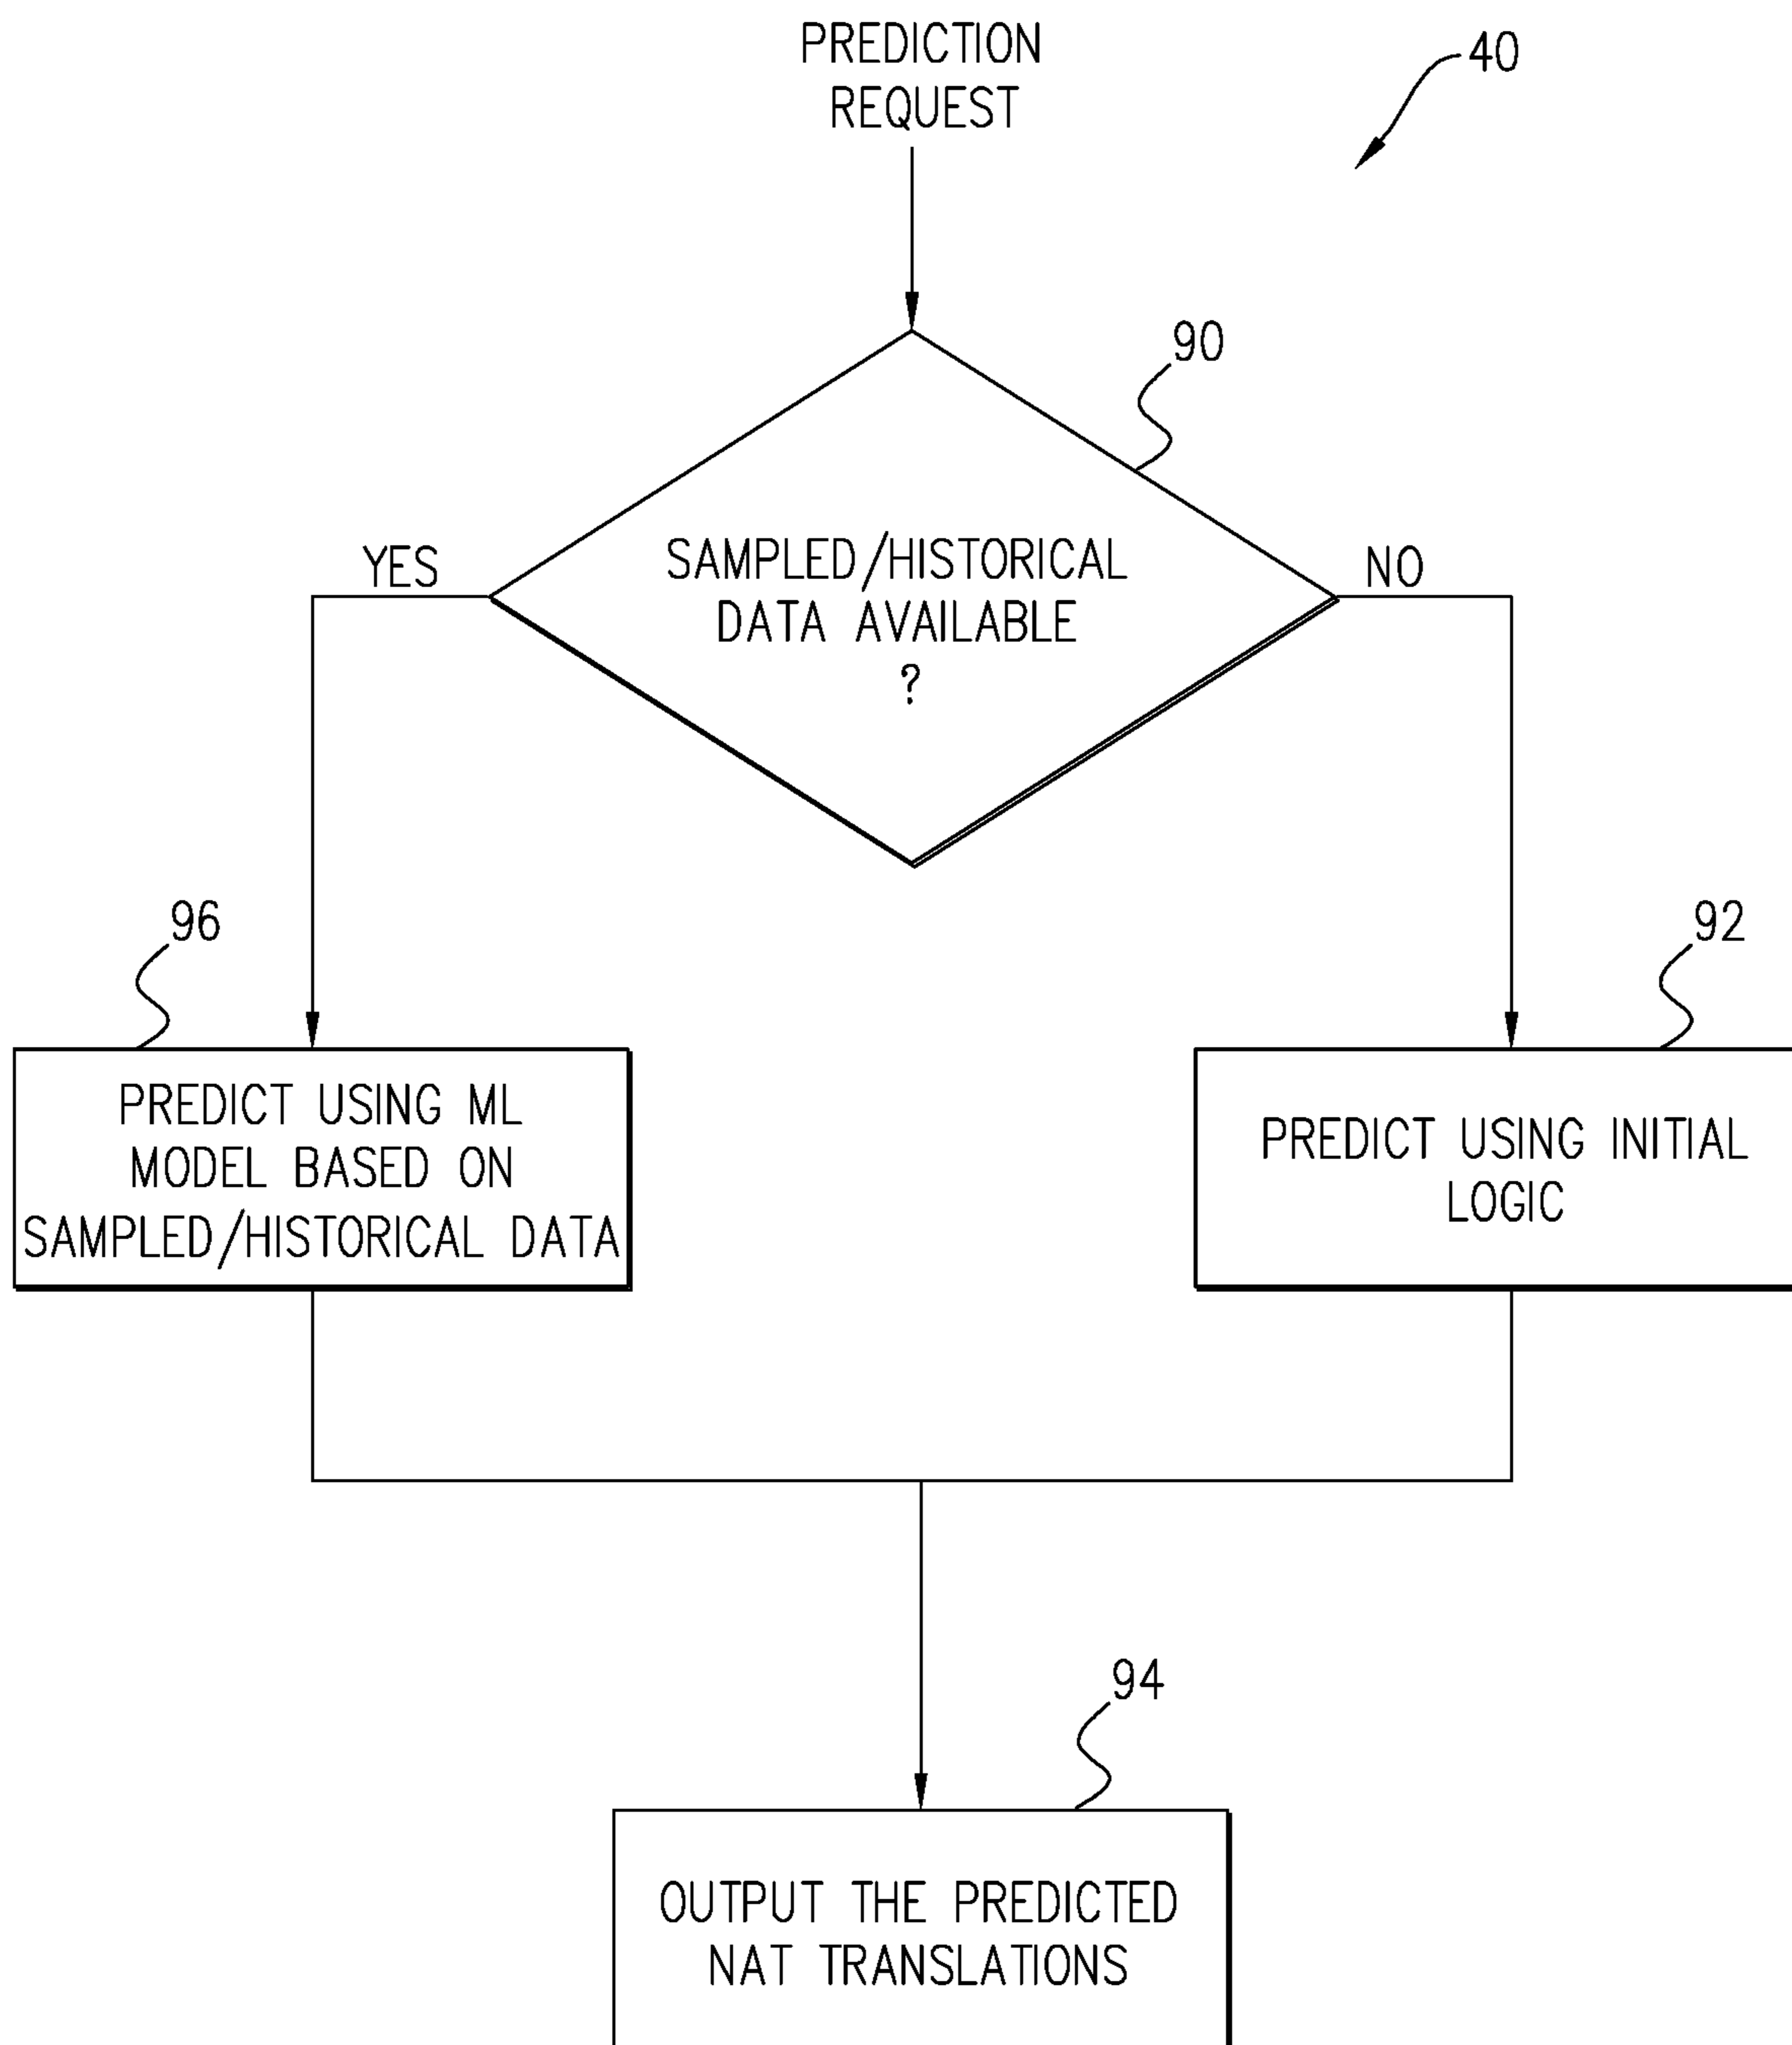 PREDICTION
REQUEST
40
90
SAMPLED/HISTORICAL
DATA AVAILABLE
?
YES
NO
96
92
PREDICT USING ML
MODEL BASED ON
SAMPLED/HISTORICAL DATA
PREDICT USING INITIAL
LOGIC
94
OUTPUT THE PREDICTED
NAT TRANSLATIONS